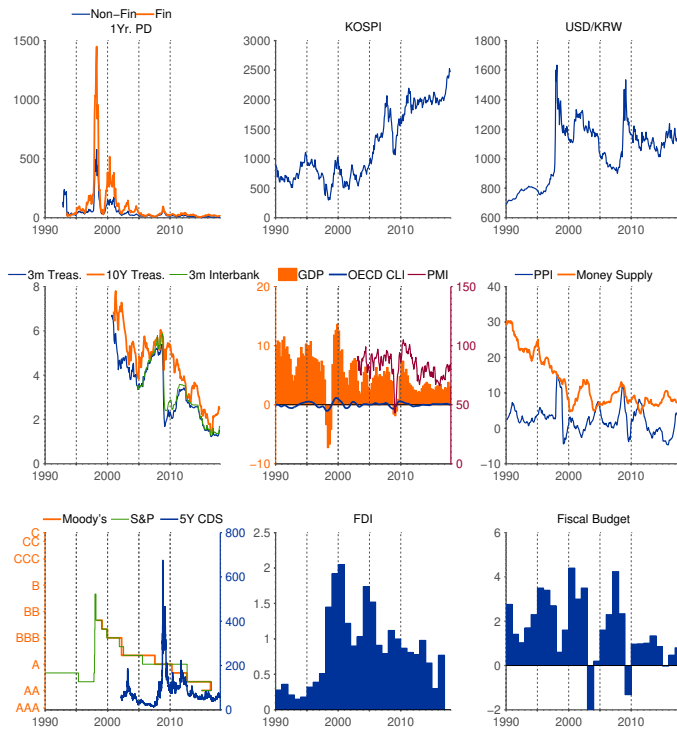 Non−Fin Fin
1Yr. PD KOSPI USD/KRW
1500 3000 1800
2500 1600
1000 2000 1400
1500 1200
500 1000 1000
500 800
0 0 600
1990 2000 2010 1990 2000 2010 1990 2000 2010
3m Treas. 10Y Treas. 3m Interbank GDP OECD CLI PMI PPI Money Supply
8 20 150 40
6 10 100 30
20
4 10
2 0 50 0
0 −10 0 −10
1990 2000 2010 1990 2000 2010 1990 2000 2010
Moody's S&P 5Y CDS FDI Fiscal Budget
C 800 2.5 6
CC
CCC 600 2 4
B 1.5
BB 400 2
BBB 1
A 200 0.5 0
AA
AAA 0 0 −2
1990 2000 2010 1990 2000 2010 1990 2000 2010